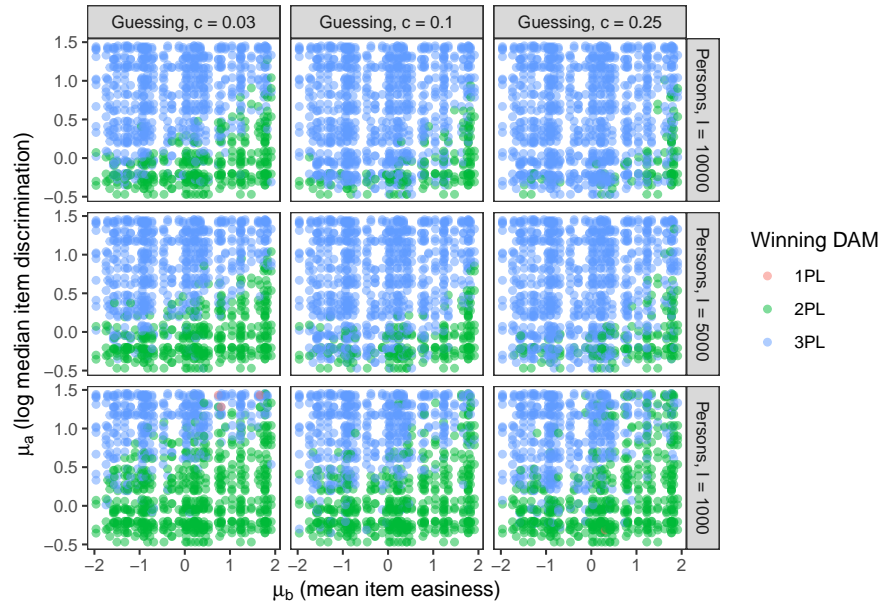 Guessing, c = 0.03
Guessing, c = 0.1
Guessing, c = 0.25
1.5
1.0
0.5
0.0
−0.5
Persons, I = 10000
1.5
1.0
0.5
0.0
−0.5
Persons, I = 5000
1.5
1.0
0.5
0.0
−0.5
Persons, I = 1000
−2 −1 0 1 2
−2 −1 0 1 2
−2 −1 0 1 2
μa (log median item discrimination)
μb (mean item easiness)
Winning DAM
1PL
2PL
3PL